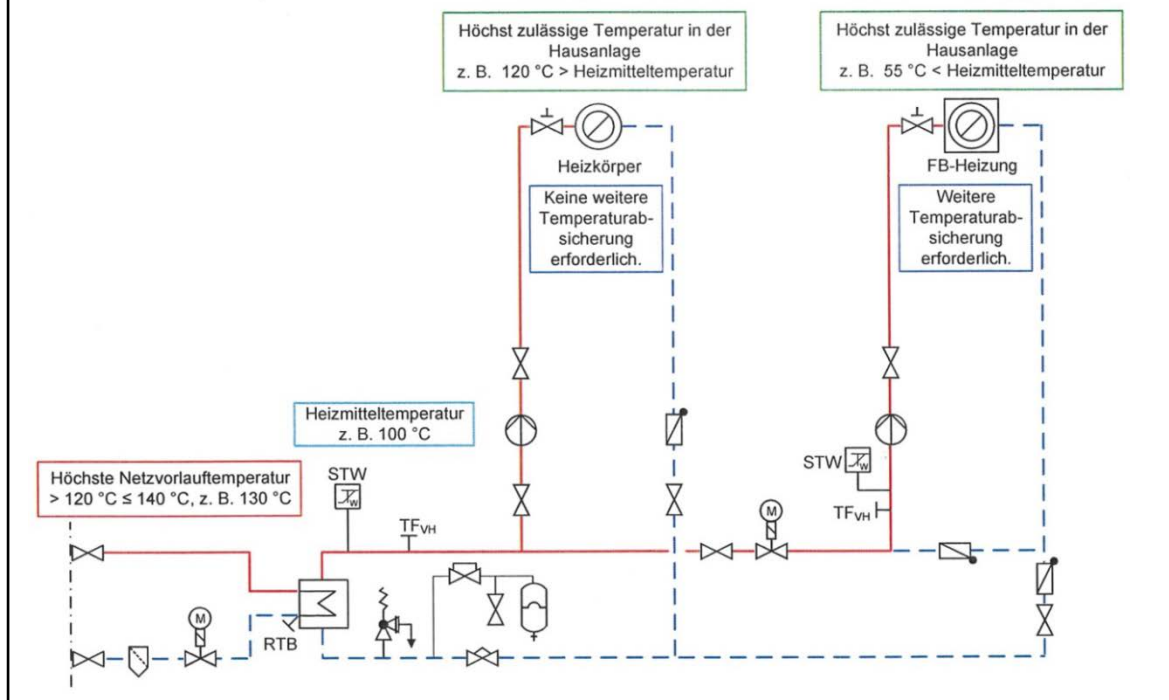 Höchst zulässige Temperatur in der
Hausanlage
z. B. 120 °C > Heizmitteltemperatur
Höchst zulässige Temperatur in der
Hausanlage
z. B. 55 °C < Heizmitteltemperatur
Heizkörper
FB-Heizung
Keine weitere
Temperaturab-
sicherung
erforderlich.
Weitere
Temperaturab-
sicherung
erforderlich.
Heizmitteltemperatur
z. B. 100 °C
Höchste Netzvorlauftemperatur
> 120 °C ≤ 140 °C, z. B. 130 °C
STW
W
STW
W
TFVH
TFVH
M
M
RTB